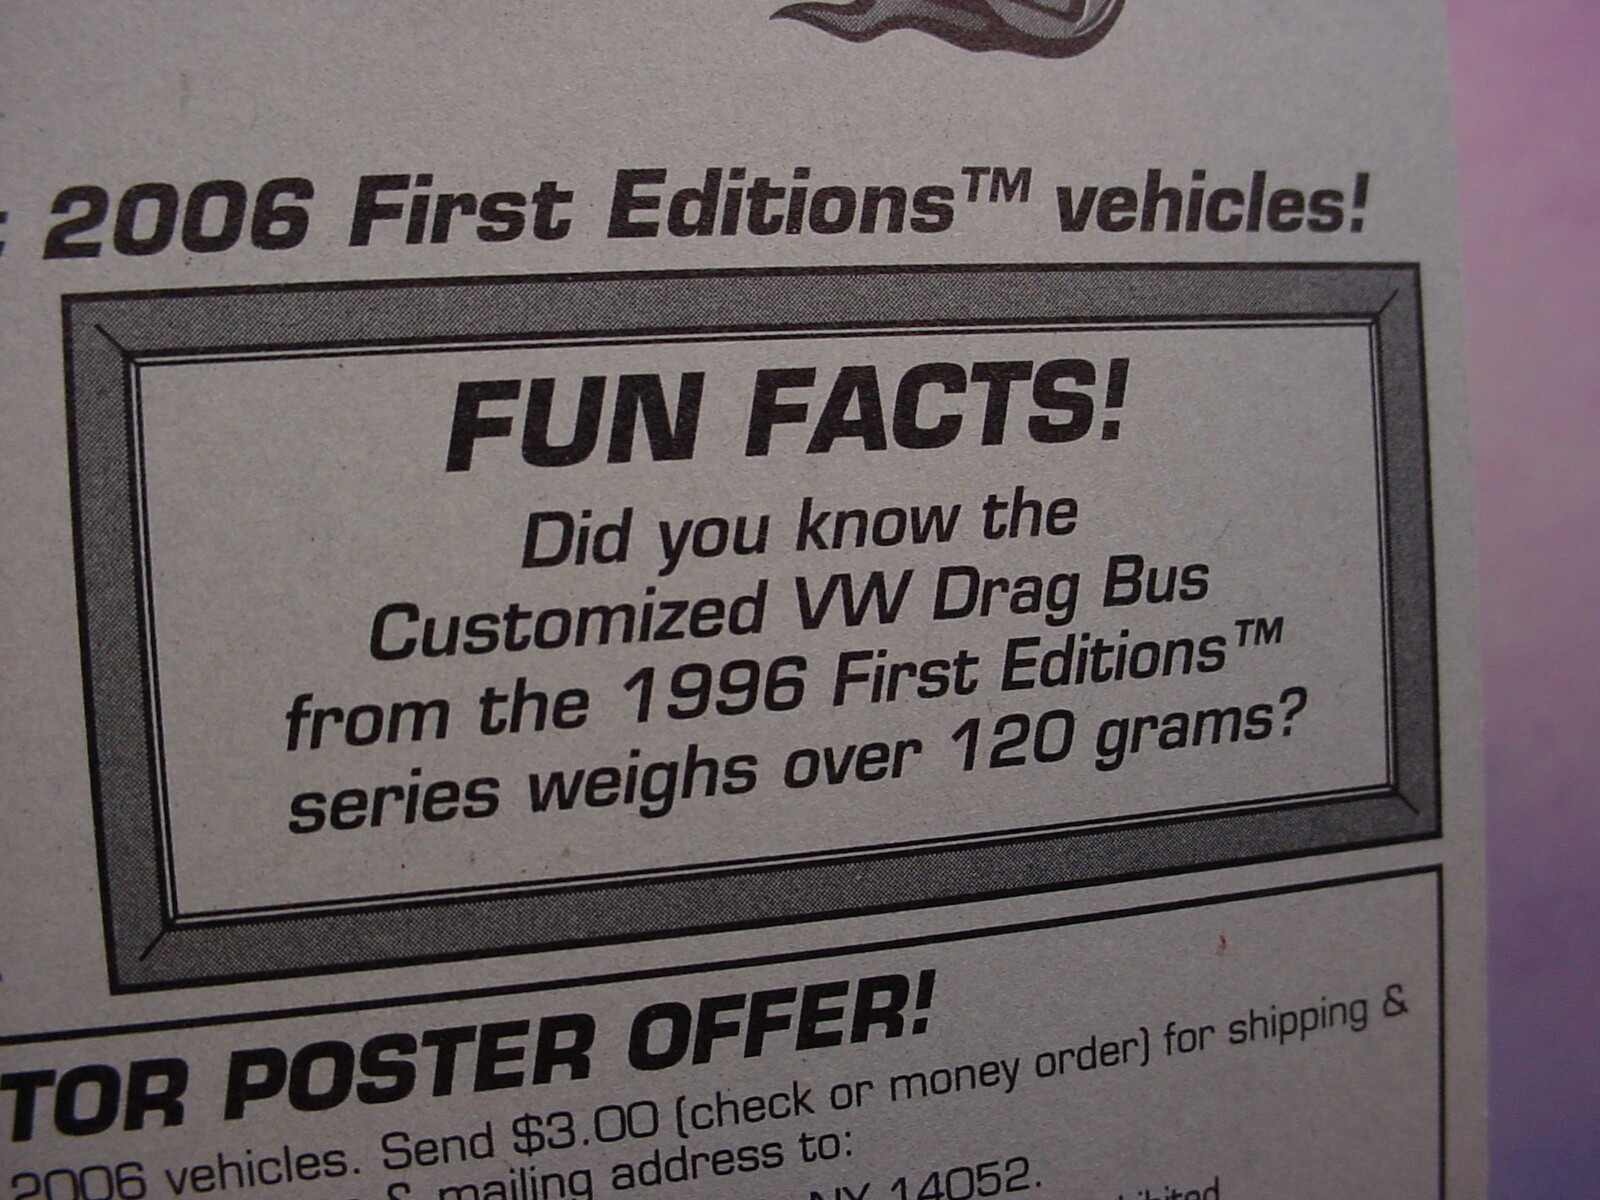 2006 First Editions™ vehicles!
FUN FACTS!
Did you know the
Customized VW Drag Bus
from the 1996 First Editions™
series weighs over 120 grams?
TOR POSTER OFFER!
2006 vehicles. Send $3.00 (check or money order) for shipping &
& mailing address to:
NY 14052.